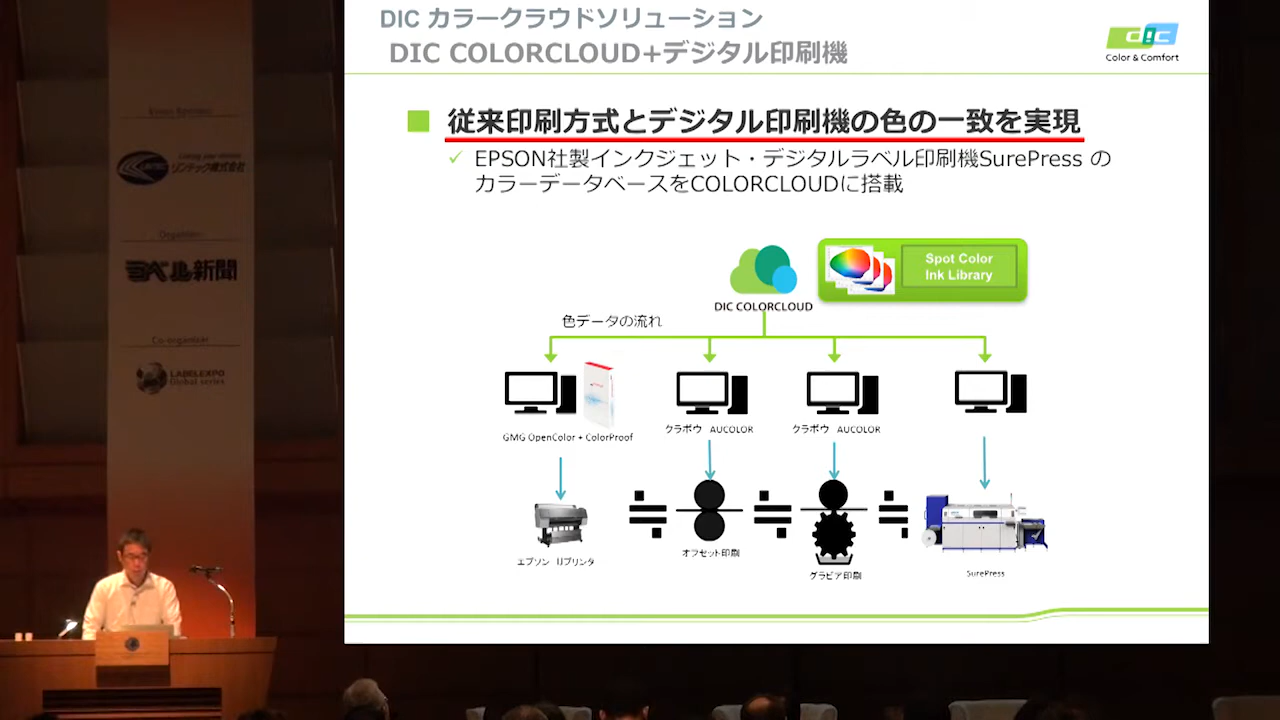 DIC カラークラウドソリューション
DIC COLORCLOUD+デジタル印刷機
dic
Color & Comfort
従来印刷方式とデジタル印刷機の色の一致を実現
EPSON社製インクジェット・デジタルラベル印刷機SurePress の
カラーデータベースをCOLORCLOUDに搭載
Spot Color
Ink Library
DIC COLORCLOUD
色データの流れ
GMG OpenColor + ColorProof
クラボウ AUCOLOR
クラボウ AUCOLOR
エプソン IJプリンタ
≒
オフセット印刷
≒
グラビア印刷
≒
SurePress
リンテック株式会社
Organizer
ラベル新聞
Co-organizer
LABELEXPO
Global series